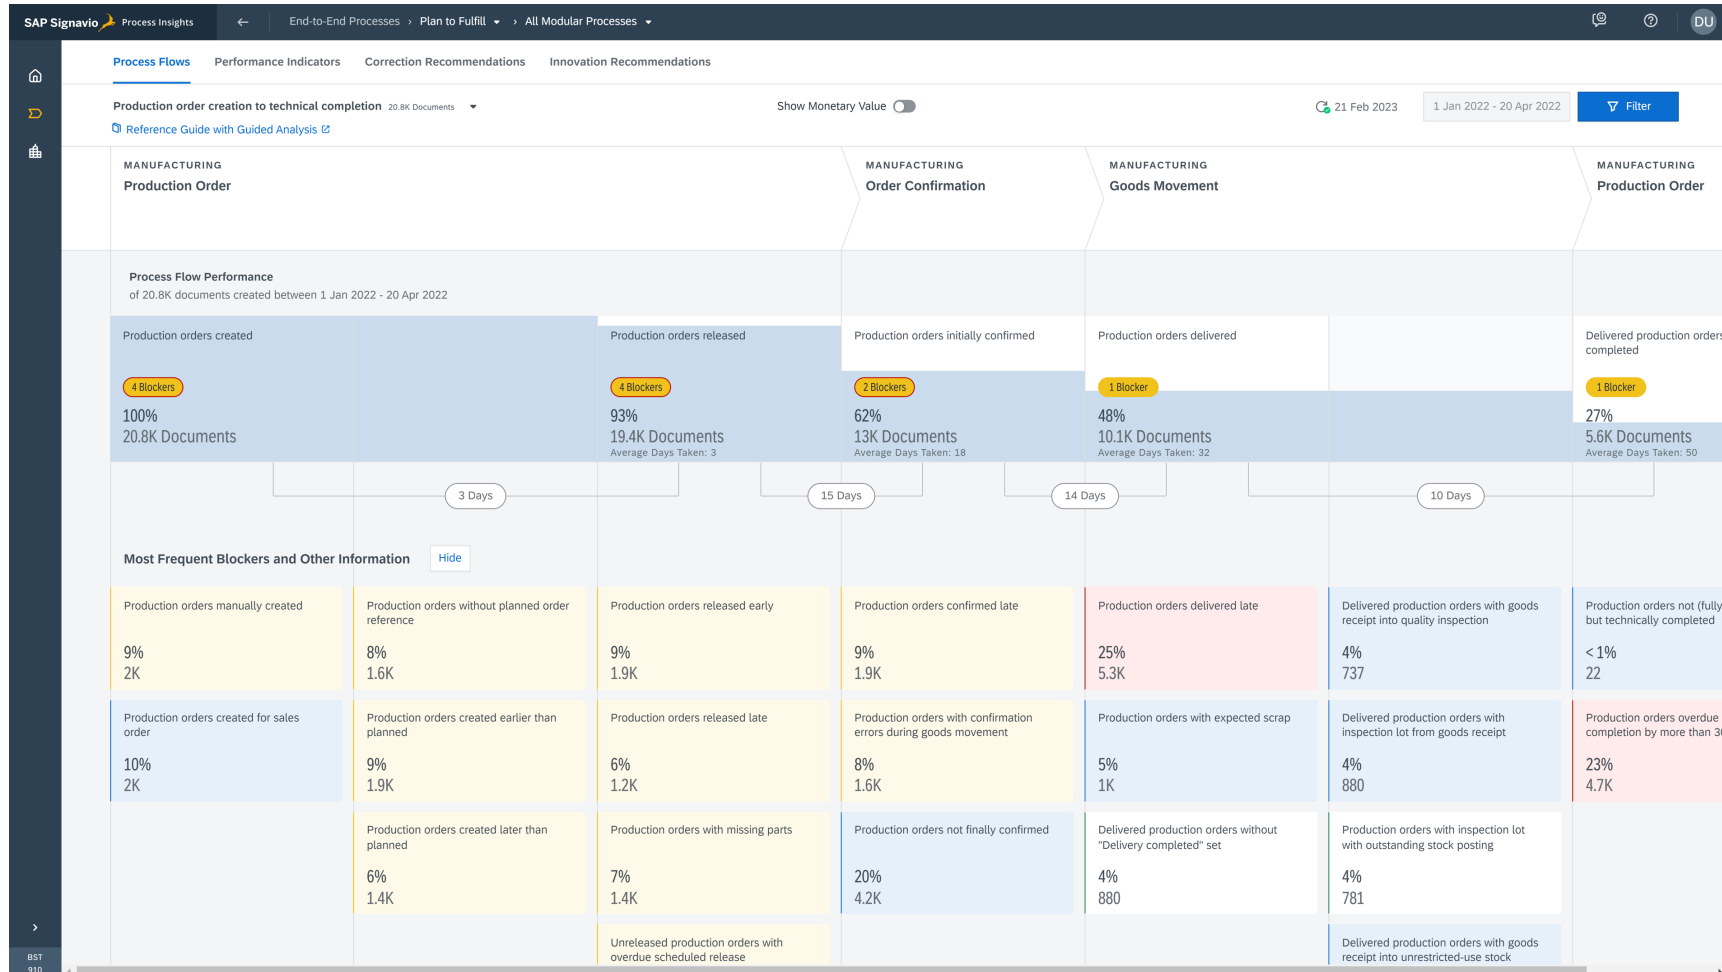 SAP Signavio Process Insights
End-to-End Processes › Plan to Fulfill › All Modular Processes
DU
Process Flows Performance Indicators Correction Recommendations Innovation Recommendations
Production order creation to technical completion 20.8K Documents
Show Monetary Value
21 Feb 2023
1 Jan 2022 - 20 Apr 2022
Filter
Reference Guide with Guided Analysis
MANUFACTURING
Production Order
MANUFACTURING
Order Confirmation
MANUFACTURING
Goods Movement
MANUFACTURING
Production Order
Process Flow Performance
of 20.8K documents created between 1 Jan 2022 - 20 Apr 2022
Production orders created
4 Blockers
100%
20.8K Documents
Production orders released
4 Blockers
93%
19.4K Documents
Average Days Taken: 3
Production orders initially confirmed
2 Blockers
62%
13K Documents
Average Days Taken: 18
Production orders delivered
1 Blocker
48%
10.1K Documents
Average Days Taken: 32
Delivered production orders
completed
1 Blocker
27%
5.6K Documents
Average Days Taken: 50
3 Days
15 Days
14 Days
10 Days
Most Frequent Blockers and Other Information
Hide
Production orders manually created
9%
2K
Production orders without planned order
reference
8%
1.6K
Production orders released early
9%
1.9K
Production orders confirmed late
9%
1.9K
Production orders delivered late
25%
5.3K
Delivered production orders with goods
receipt into quality inspection
4%
737
Production orders not (fully
but technically completed
< 1%
22
Production orders created for sales
order
10%
2K
Production orders created earlier than
planned
9%
1.9K
Production orders released late
6%
1.2K
Production orders with confirmation
errors during goods movement
8%
1.6K
Production orders with expected scrap
5%
1K
Delivered production orders with
inspection lot from goods receipt
4%
880
Production orders overdue
completion by more than 30
23%
4.7K
Production orders created later than
planned
6%
1.4K
Production orders with missing parts
7%
1.4K
Production orders not finally confirmed
20%
4.2K
Delivered production orders without
"Delivery completed" set
4%
880
Production orders with inspection lot
with outstanding stock posting
4%
781
Unreleased production orders with
overdue scheduled release
Delivered production orders with goods
receipt into unrestricted-use stock
BST
910